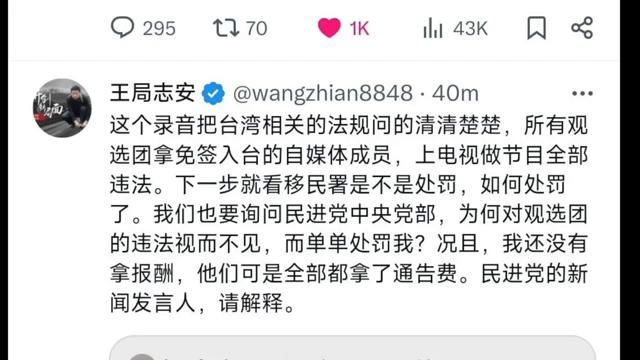 295 70 1K 43K
王局志安 @wangzhian8848 · 40m
这个录音把台湾相关的法规问的清清楚楚，所有观
选团拿免签入台的自媒体成员，上电视做节目全部
违法。下一步就看移民署是不是处罚，如何处罚
了。我们也要询问民进党中央党部，为何对观选团
的违法视而不见，而单单处罚我？况且，我还没有
拿报酬，他们可是全部都拿了通告费。民进党的新
闻发言人，请解释。